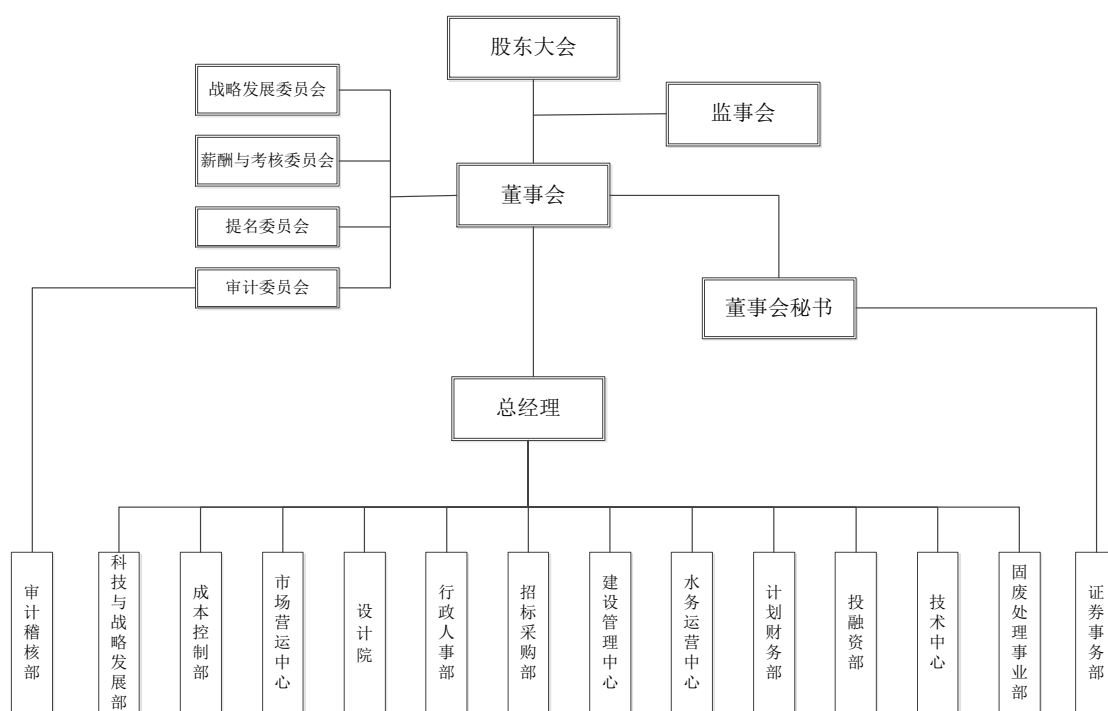 股东大会
战略发展委员会
监事会
薪酬与考核委员会
董事会
提名委员会
审计委员会
董事会秘书
总经理
审计稽核部
科技与战略发展部
成本控制部
市场营运中心
设计院
行政人事部
招标采购部
建设管理中心
水务运营中心
计划财务部
投融资部
技术中心
固废处理事业部
证券事务部